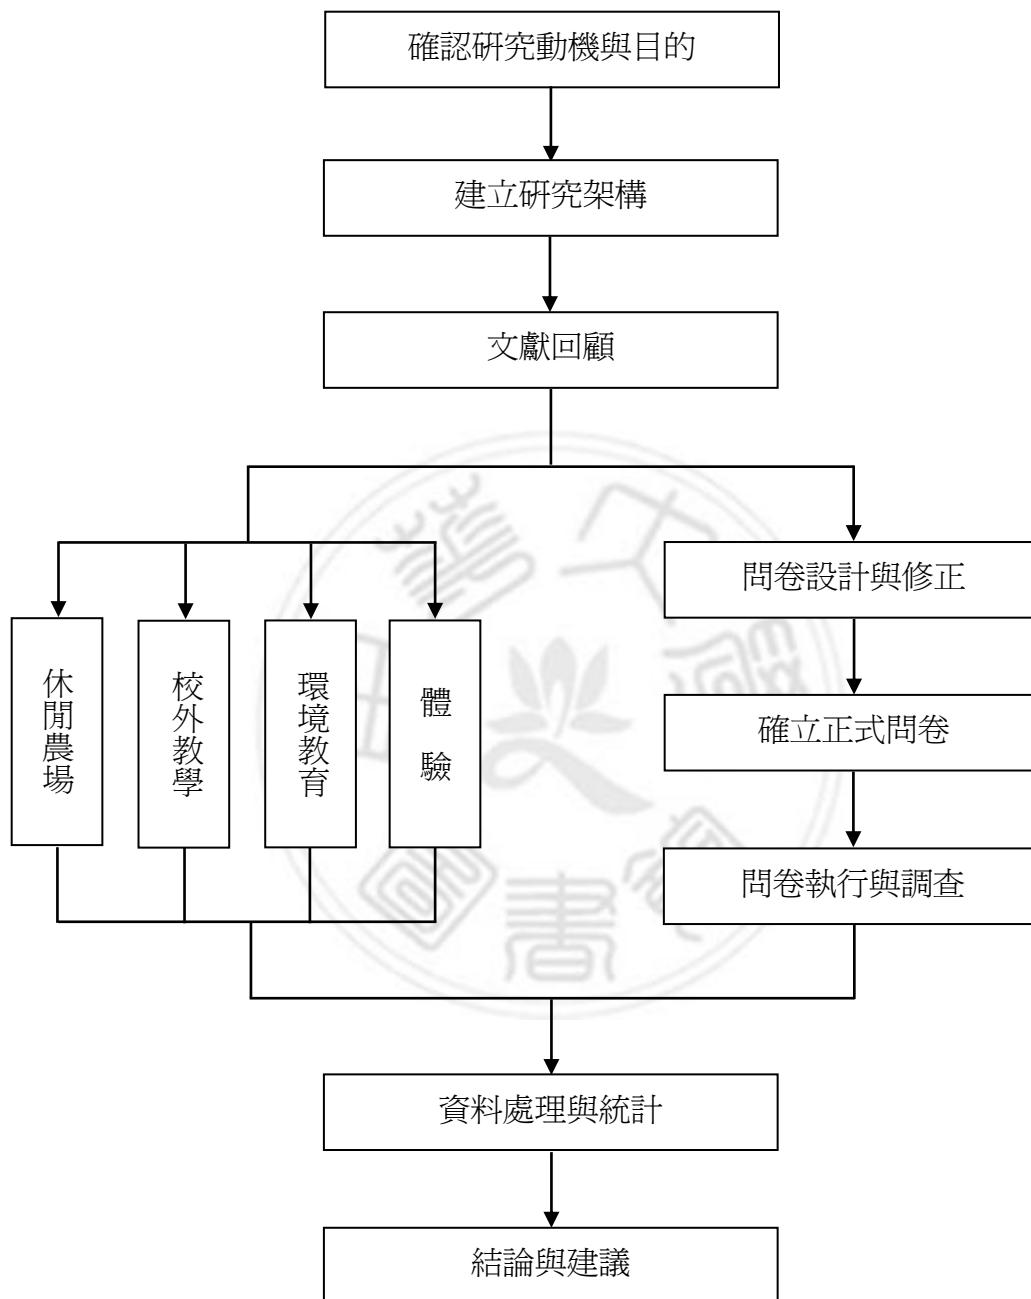 確認研究動機與目的
建立研究架構
文獻回顧
休閒農場
校外教學
環境教育
體驗
問卷設計與修正
確立正式問卷
問卷執行與調查
資料處理與統計
結論與建議